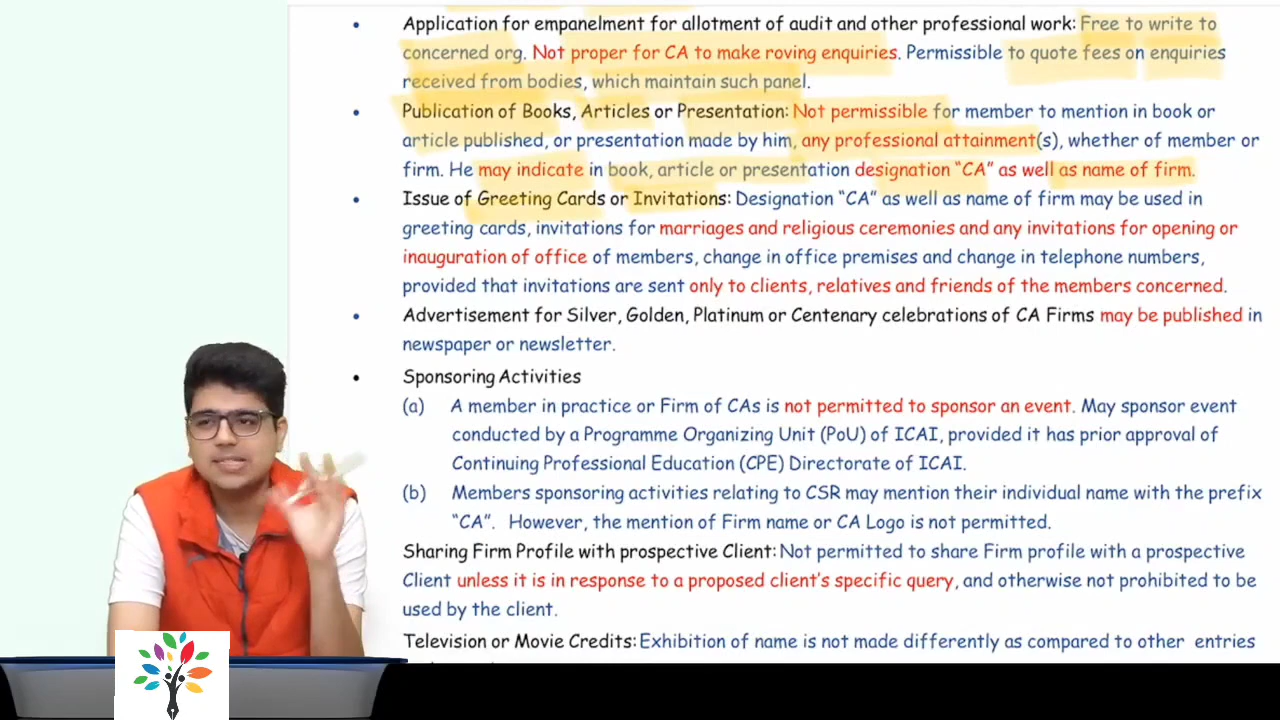 • Application for empanelment for allotment of audit and other professional work: Free to write to
concerned org. Not proper for CA to make roving enquiries. Permissible to quote fees on enquiries
received from bodies, which maintain such panel.
• Publication of Books, Articles or Presentation: Not permissible for member to mention in book or
article published, or presentation made by him, any professional attainment(s), whether of member or
firm. He may indicate in book, article or presentation designation “CA” as well as name of firm.
• Issue of Greeting Cards or Invitations: Designation “CA” as well as name of firm may be used in
greeting cards, invitations for marriages and religious ceremonies and any invitations for opening or
inauguration of office of members, change in office premises and change in telephone numbers,
provided that invitations are sent only to clients, relatives and friends of the members concerned.
• Advertisement for Silver, Golden, Platinum or Centenary celebrations of CA Firms may be published in
newspaper or newsletter.
• Sponsoring Activities
(a) A member in practice or Firm of CAs is not permitted to sponsor an event. May sponsor event
conducted by a Programme Organizing Unit (PoU) of ICAI, provided it has prior approval of
Continuing Professional Education (CPE) Directorate of ICAI.
(b) Members sponsoring activities relating to CSR may mention their individual name with the prefix
“CA”. However, the mention of Firm name or CA Logo is not permitted.
Sharing Firm Profile with prospective Client: Not permitted to share Firm profile with a prospective
Client unless it is in response to a proposed client’s specific query, and otherwise not prohibited to be
used by the client.
Television or Movie Credits: Exhibition of name is not made differently as compared to other entries